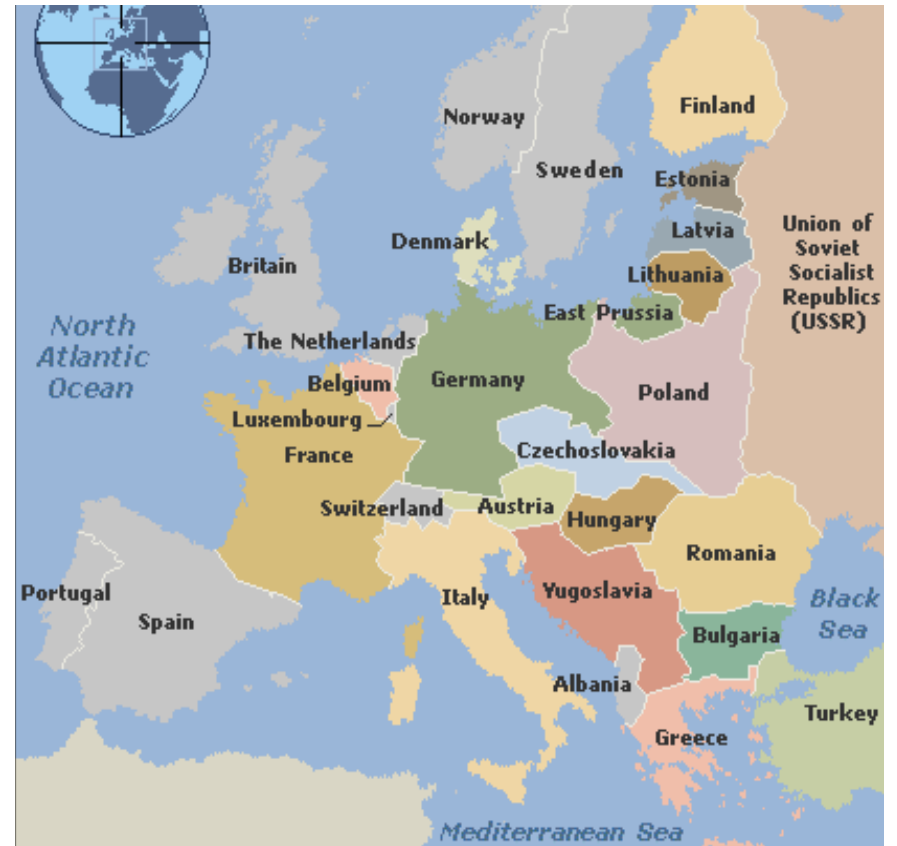 Finland
Norway
Sweden
Estonia
Union of
Soviet
Socialist
Republics
(USSR)
Latvia
Denmark
Britain
Lithuania
East Prussia
North
Atlantic
Ocean
The Netherlands
Belgium
Germany
Poland
Luxembourg
France
Czechoslovakia
Switzerland
Austria
Hungary
Romania
Portugal
Spain
Italy
Yugoslavia
Black
Sea
Bulgaria
Albania
Greece
Turkey
Mediterranean Sea